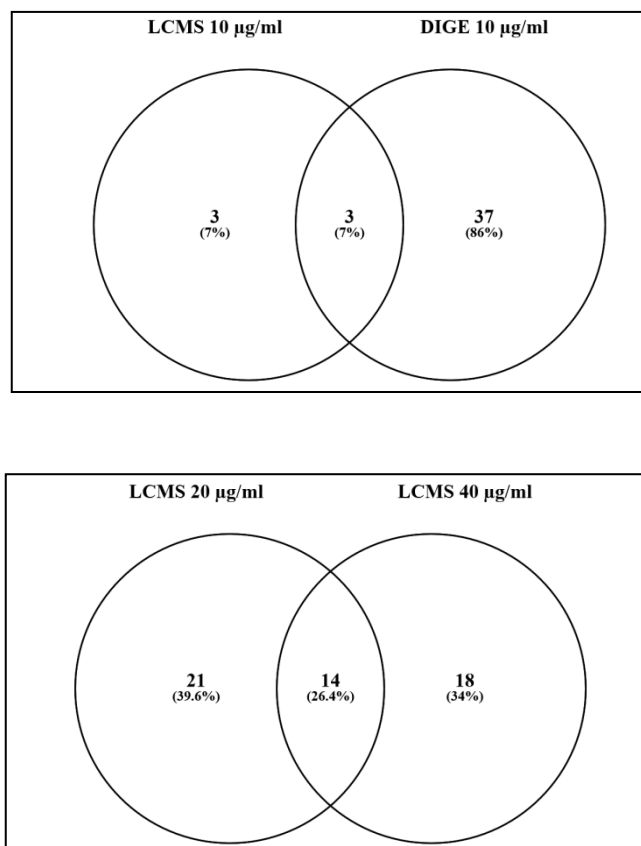 LCMS 10 µg/ml DIGE 10 µg/ml
3 3 37
(7%) (7%) (86%)
LCMS 20 µg/ml LCMS 40 µg/ml
21 14 18
(39.6%) (26.4%) (34%)